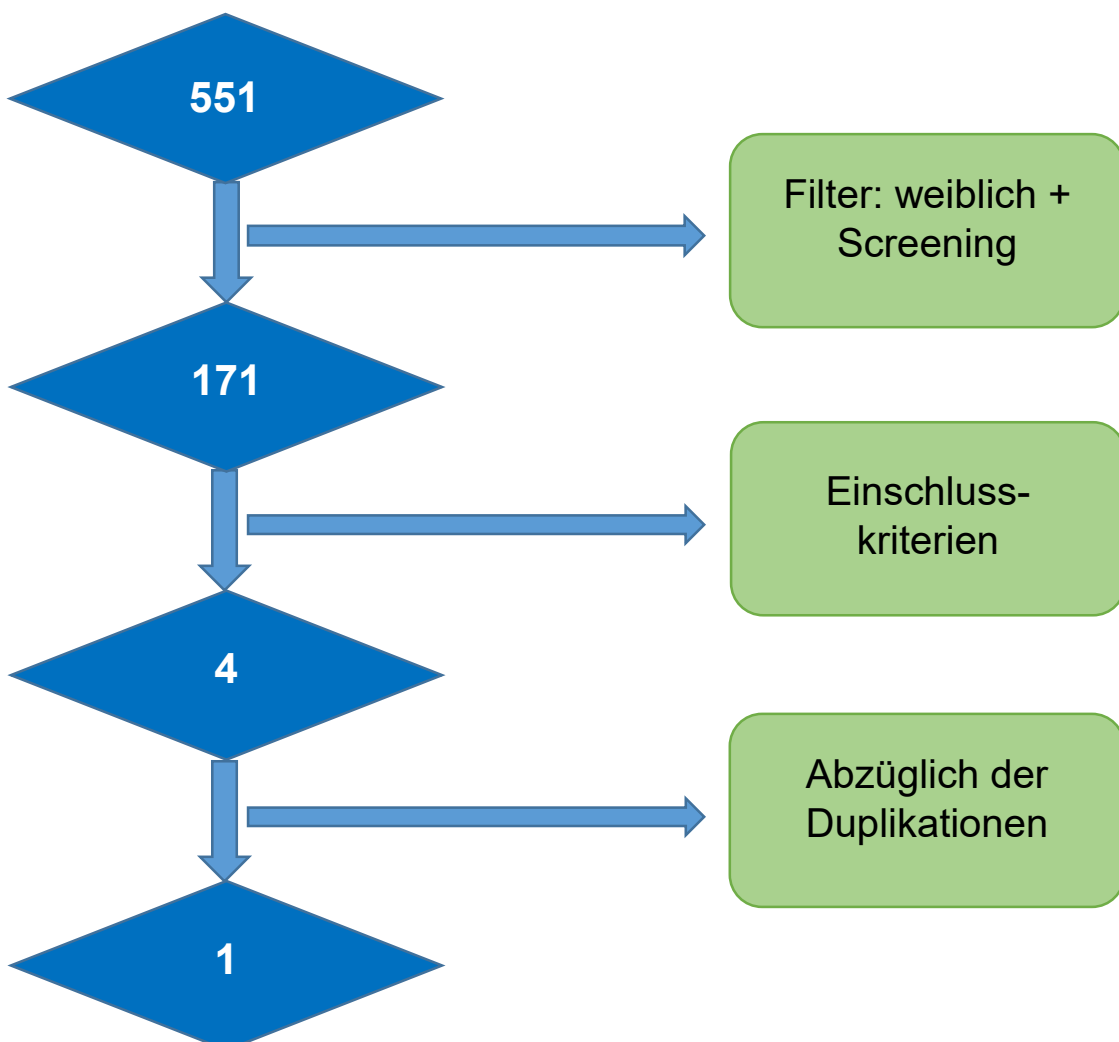 551
Filter: weiblich +
Screening
171
Einschluss-
kriterien
4
Abzüglich der
Duplikationen
1